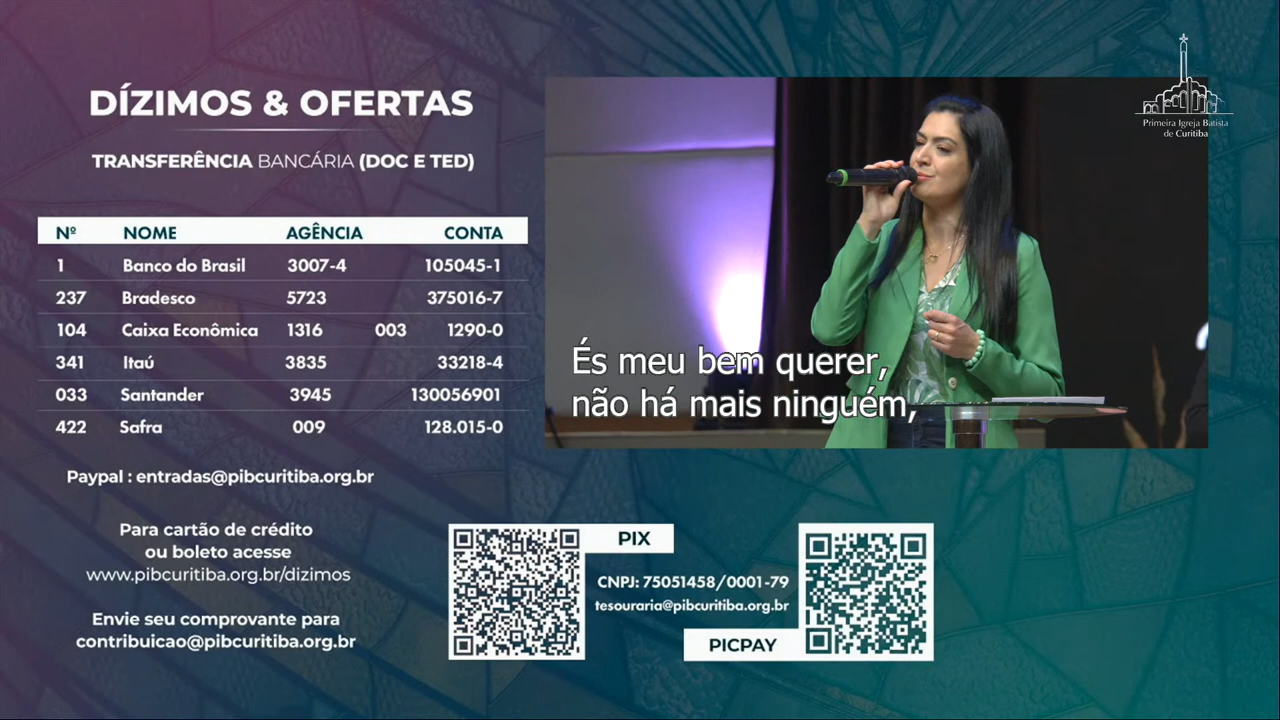 DÍZIMOS & OFERTAS
TRANSFERÊNCIA BANCÁRIA (DOC E TED)
Nº NOME AGÊNCIA CONTA
1 Banco do Brasil 3007-4 105045-1
237 Bradesco 5723 375016-7
104 Caixa Econômica 1316 003 1290-0
341 Itaú 3835 33218-4
033 Santander 3945 130056901
422 Safra 009 128.015-0
Paypal : entradas@pibcuritiba.org.br
Para cartão de crédito
ou boleto acesse
www.pibcuritiba.org.br/dizimos
Envie seu comprovante para
contribuicao@pibcuritiba.org.br
Primeira Igreja Batista
de Curitiba
És meu bem querer,
não há mais ninguém,
PIX
CNPJ: 75051458/0001-79
tesouraria@pibcuritiba.org.br
PICPAY